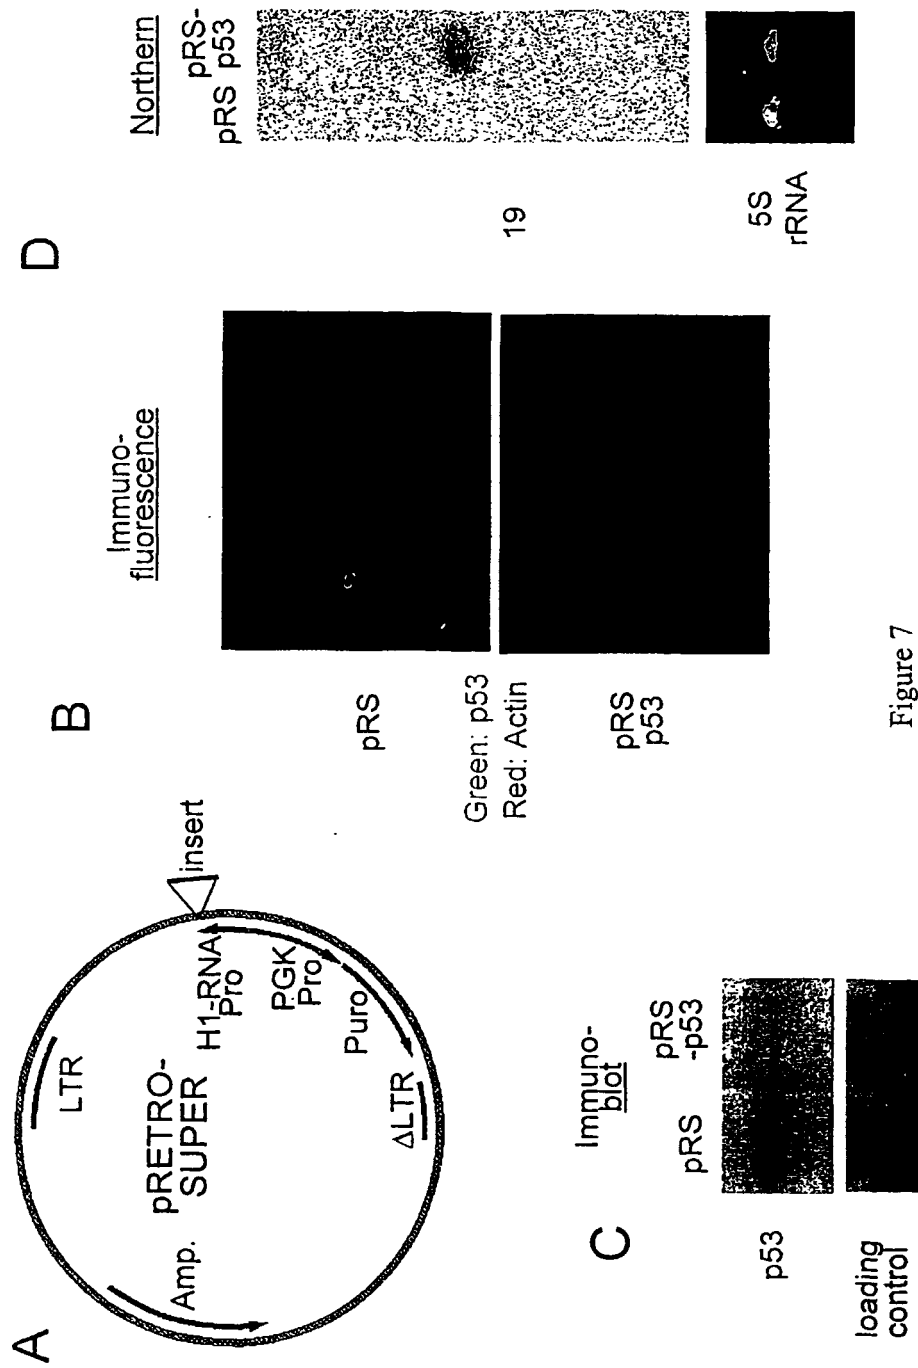 A
Amp.
LTR
pRETRO-
SUPER
H1-RNA
Pro
insert
PGK
Pro
Puro
ΔLTR
B
Immuno-
fluorescence
pRS
Green: p53
Red: Actin
pRS
p53
C
Immuno-
blot
pRS
pRS
-p53
p53
loading
control
D
Northern
pRS
pRS-
p53
19
5S
rRNA
Figure 7